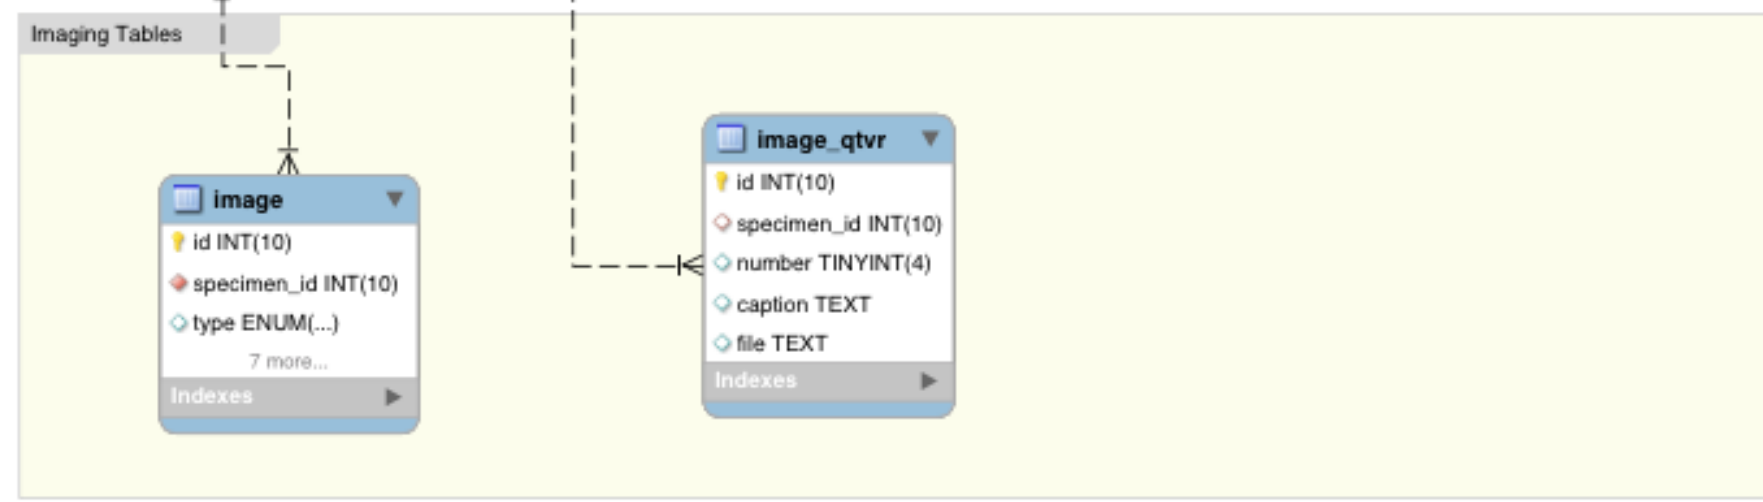 Imaging Tables
image
id INT(10)
specimen_id INT(10)
type ENUM(...)
7 more...
Indexes
image_qtvr
id INT(10)
specimen_id INT(10)
number TINYINT(4)
caption TEXT
file TEXT
Indexes